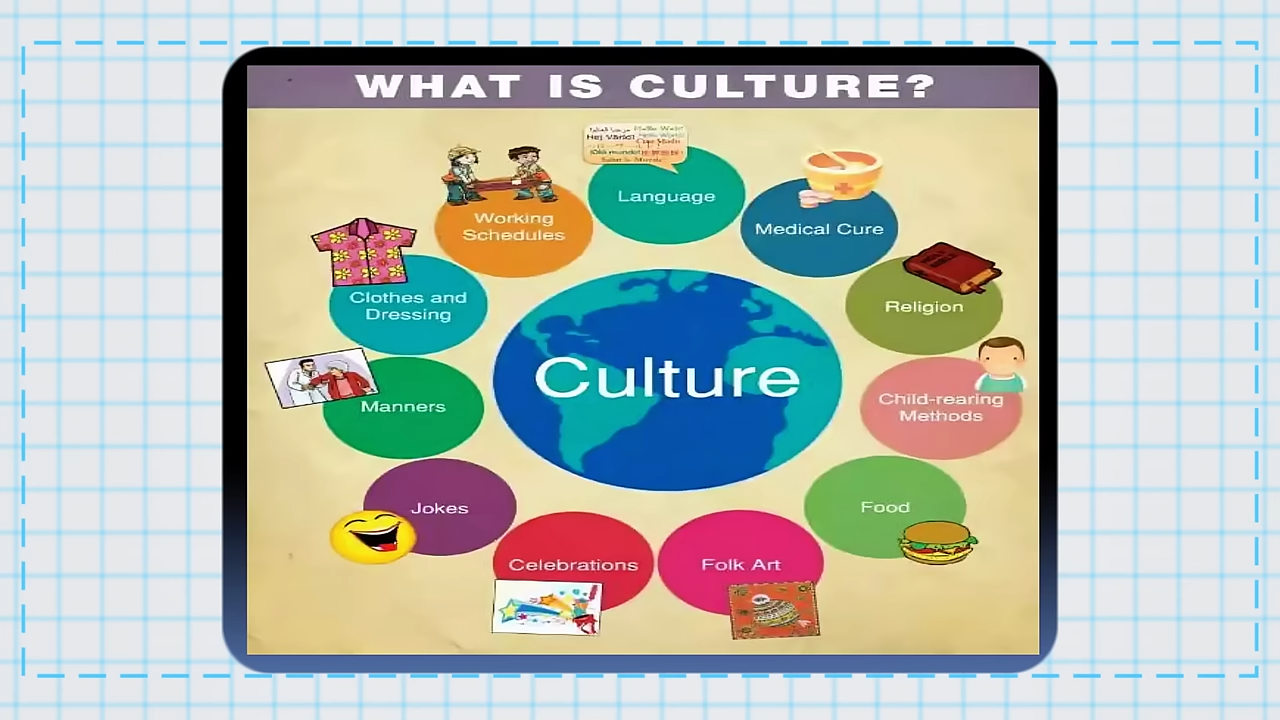 WHAT IS CULTURE?
Language
Working
Schedules
Medical Cure
Clothes and
Dressing
Religion
Culture
Manners
Child-rearing
Methods
Jokes
Food
Celebrations
Folk Art